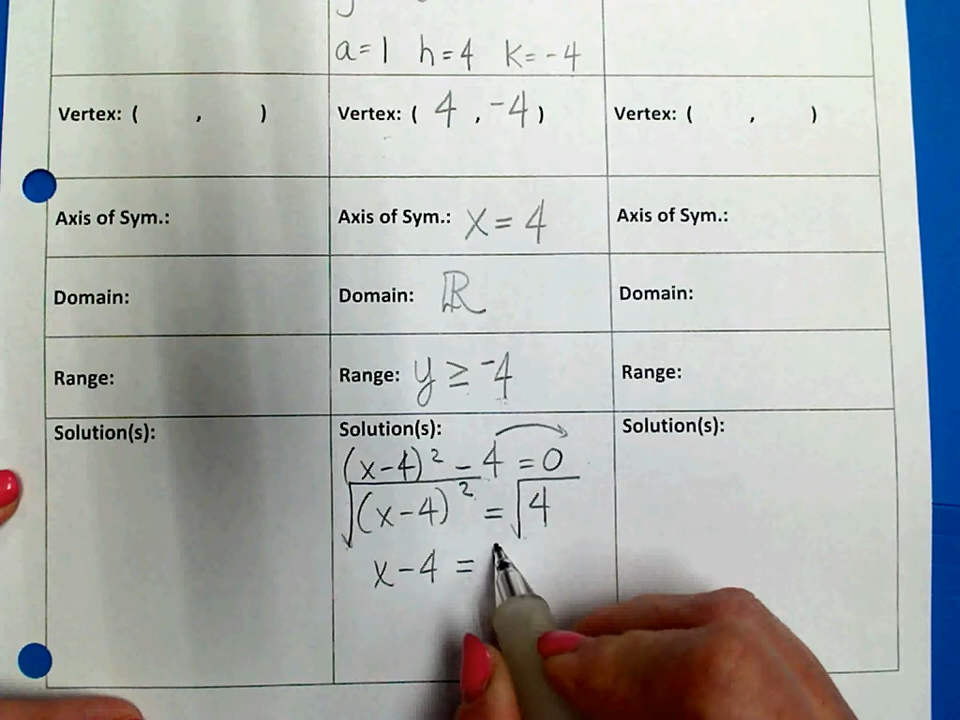 a=1 h=4 K=-4
Vertex: ( , )
Vertex: ( 4 , -4 )
Vertex: ( , )
Axis of Sym.:
Axis of Sym.: x=4
Axis of Sym.:
Domain:
Domain: ℝ
Domain:
Range:
Range: y ≥ -4
Range:
Solution(s):
Solution(s):
Solution(s):
(x-4)² - 4 = 0
√(x-4)² = √4
x-4 =